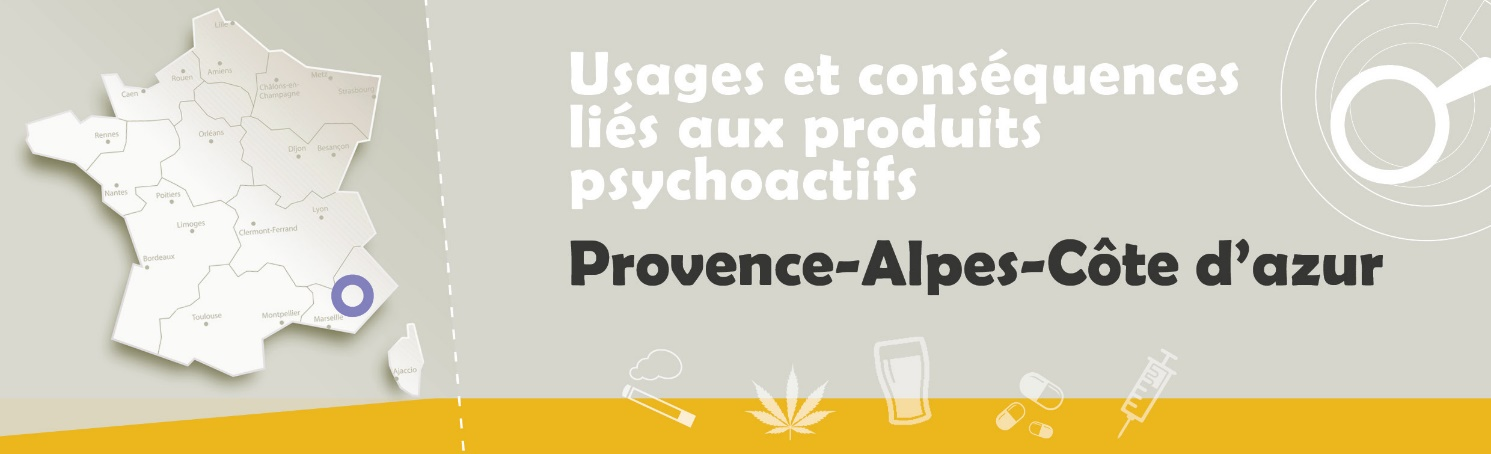 Lille
Rouen
Amiens
Caen
Châlons-en-
Champagne
Metz
Strasbourg
Rennes
Orléans
Dijon
Besançon
Nantes
Poitiers
Limoges
Clermont-Ferrand
Lyon
Bordeaux
Toulouse
Montpellier
Marseille
Ajaccio
Usages et conséquences
liés aux produits
psychoactifs
Provence-Alpes-Côte d’azur